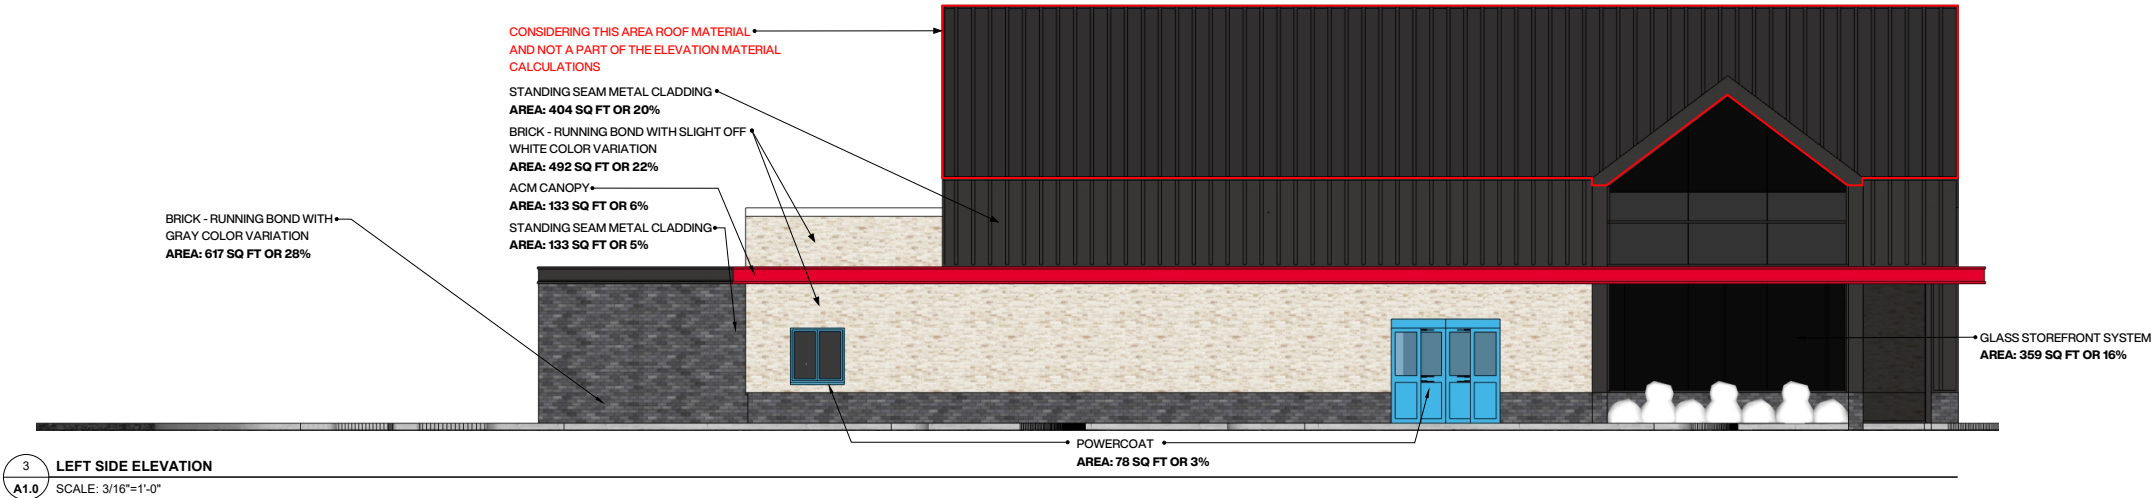 CONSIDERING THIS AREA ROOF MATERIAL
AND NOT A PART OF THE ELEVATION MATERIAL
CALCULATIONS
STANDING SEAM METAL CLADDING
AREA: 404 SQ FT OR 20%
BRICK - RUNNING BOND WITH SLIGHT OFF
WHITE COLOR VARIATION
AREA: 492 SQ FT OR 22%
ACM CANOPY
AREA: 133 SQ FT OR 6%
STANDING SEAM METAL CLADDING
AREA: 133 SQ FT OR 5%
BRICK - RUNNING BOND WITH
GRAY COLOR VARIATION
AREA: 617 SQ FT OR 28%
GLASS STOREFRONT SYSTEM
AREA: 359 SQ FT OR 16%
POWERCOAT
AREA: 78 SQ FT OR 3%
3
LEFT SIDE ELEVATION
A1.0
SCALE: 3/16"=1'-0"